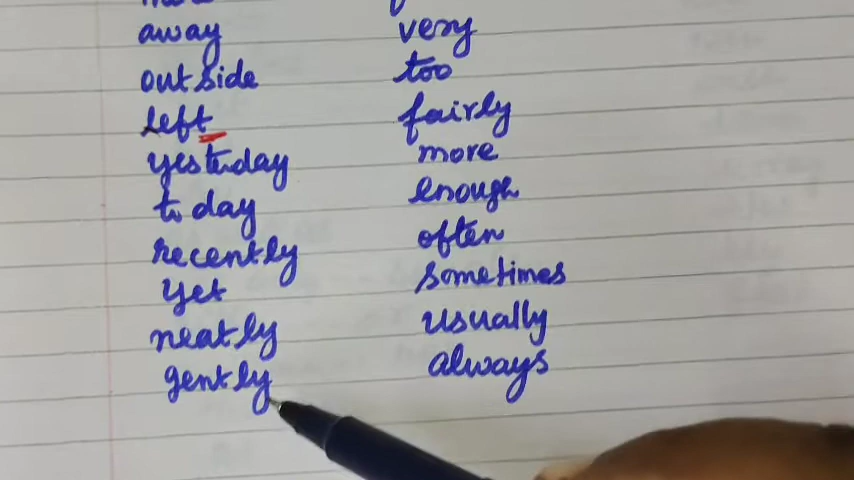 away
outside
left
yesterday
today
recently
yet
neatly
gently
very
too
fairly
more
enough
often
sometimes
usually
always